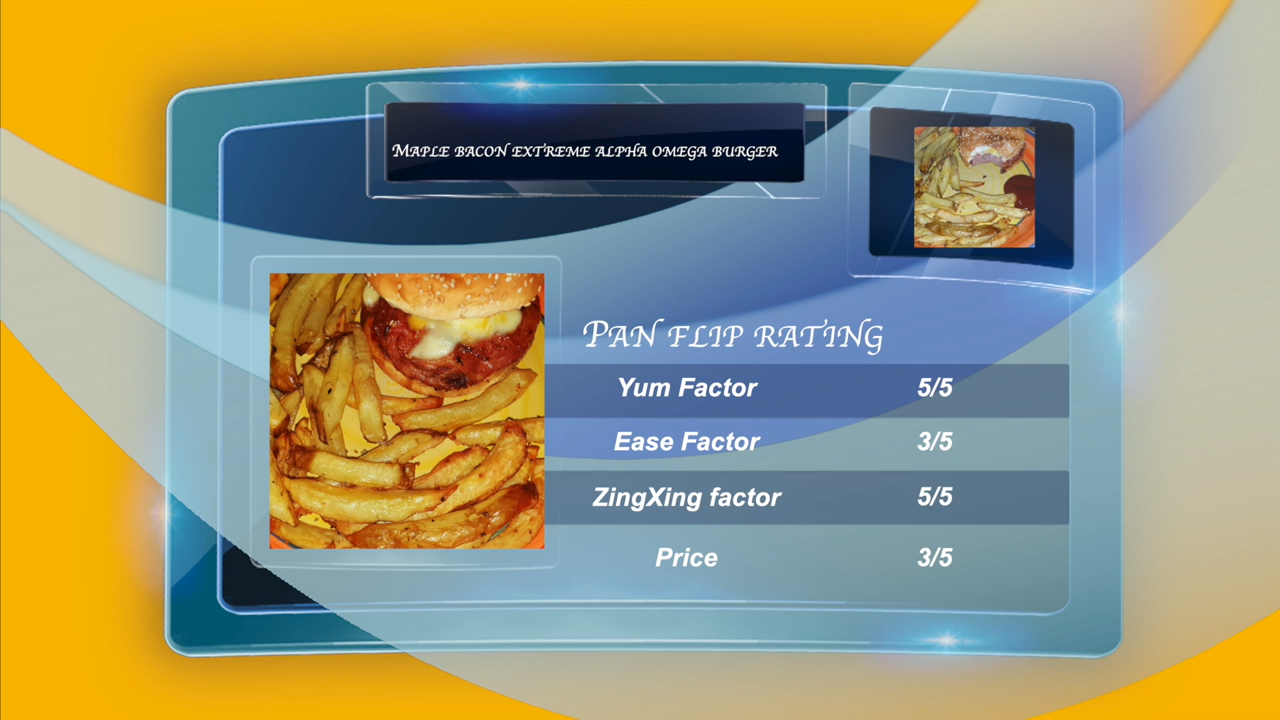 Maple bacon extreme alpha omega burger
Pan flip rating
Yum Factor 5/5
Ease Factor 3/5
ZingXing factor 5/5
Price 3/5